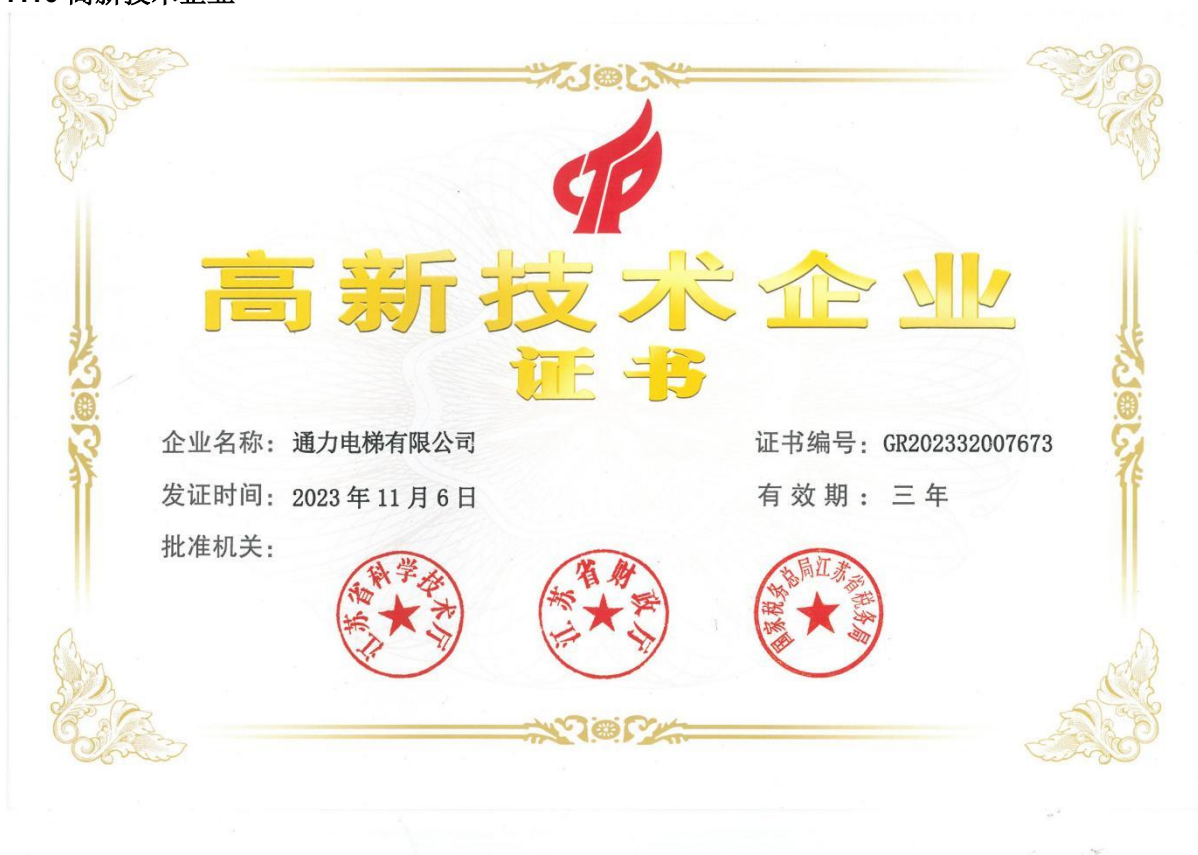 高新技术企业
证书
企业名称：通力电梯有限公司
证书编号：GR202332007673
发证时间：2023年11月6日
有效期：三年
批准机关：
江苏省科学技术厅
江苏省财政厅
国家税务总局江苏省税务局